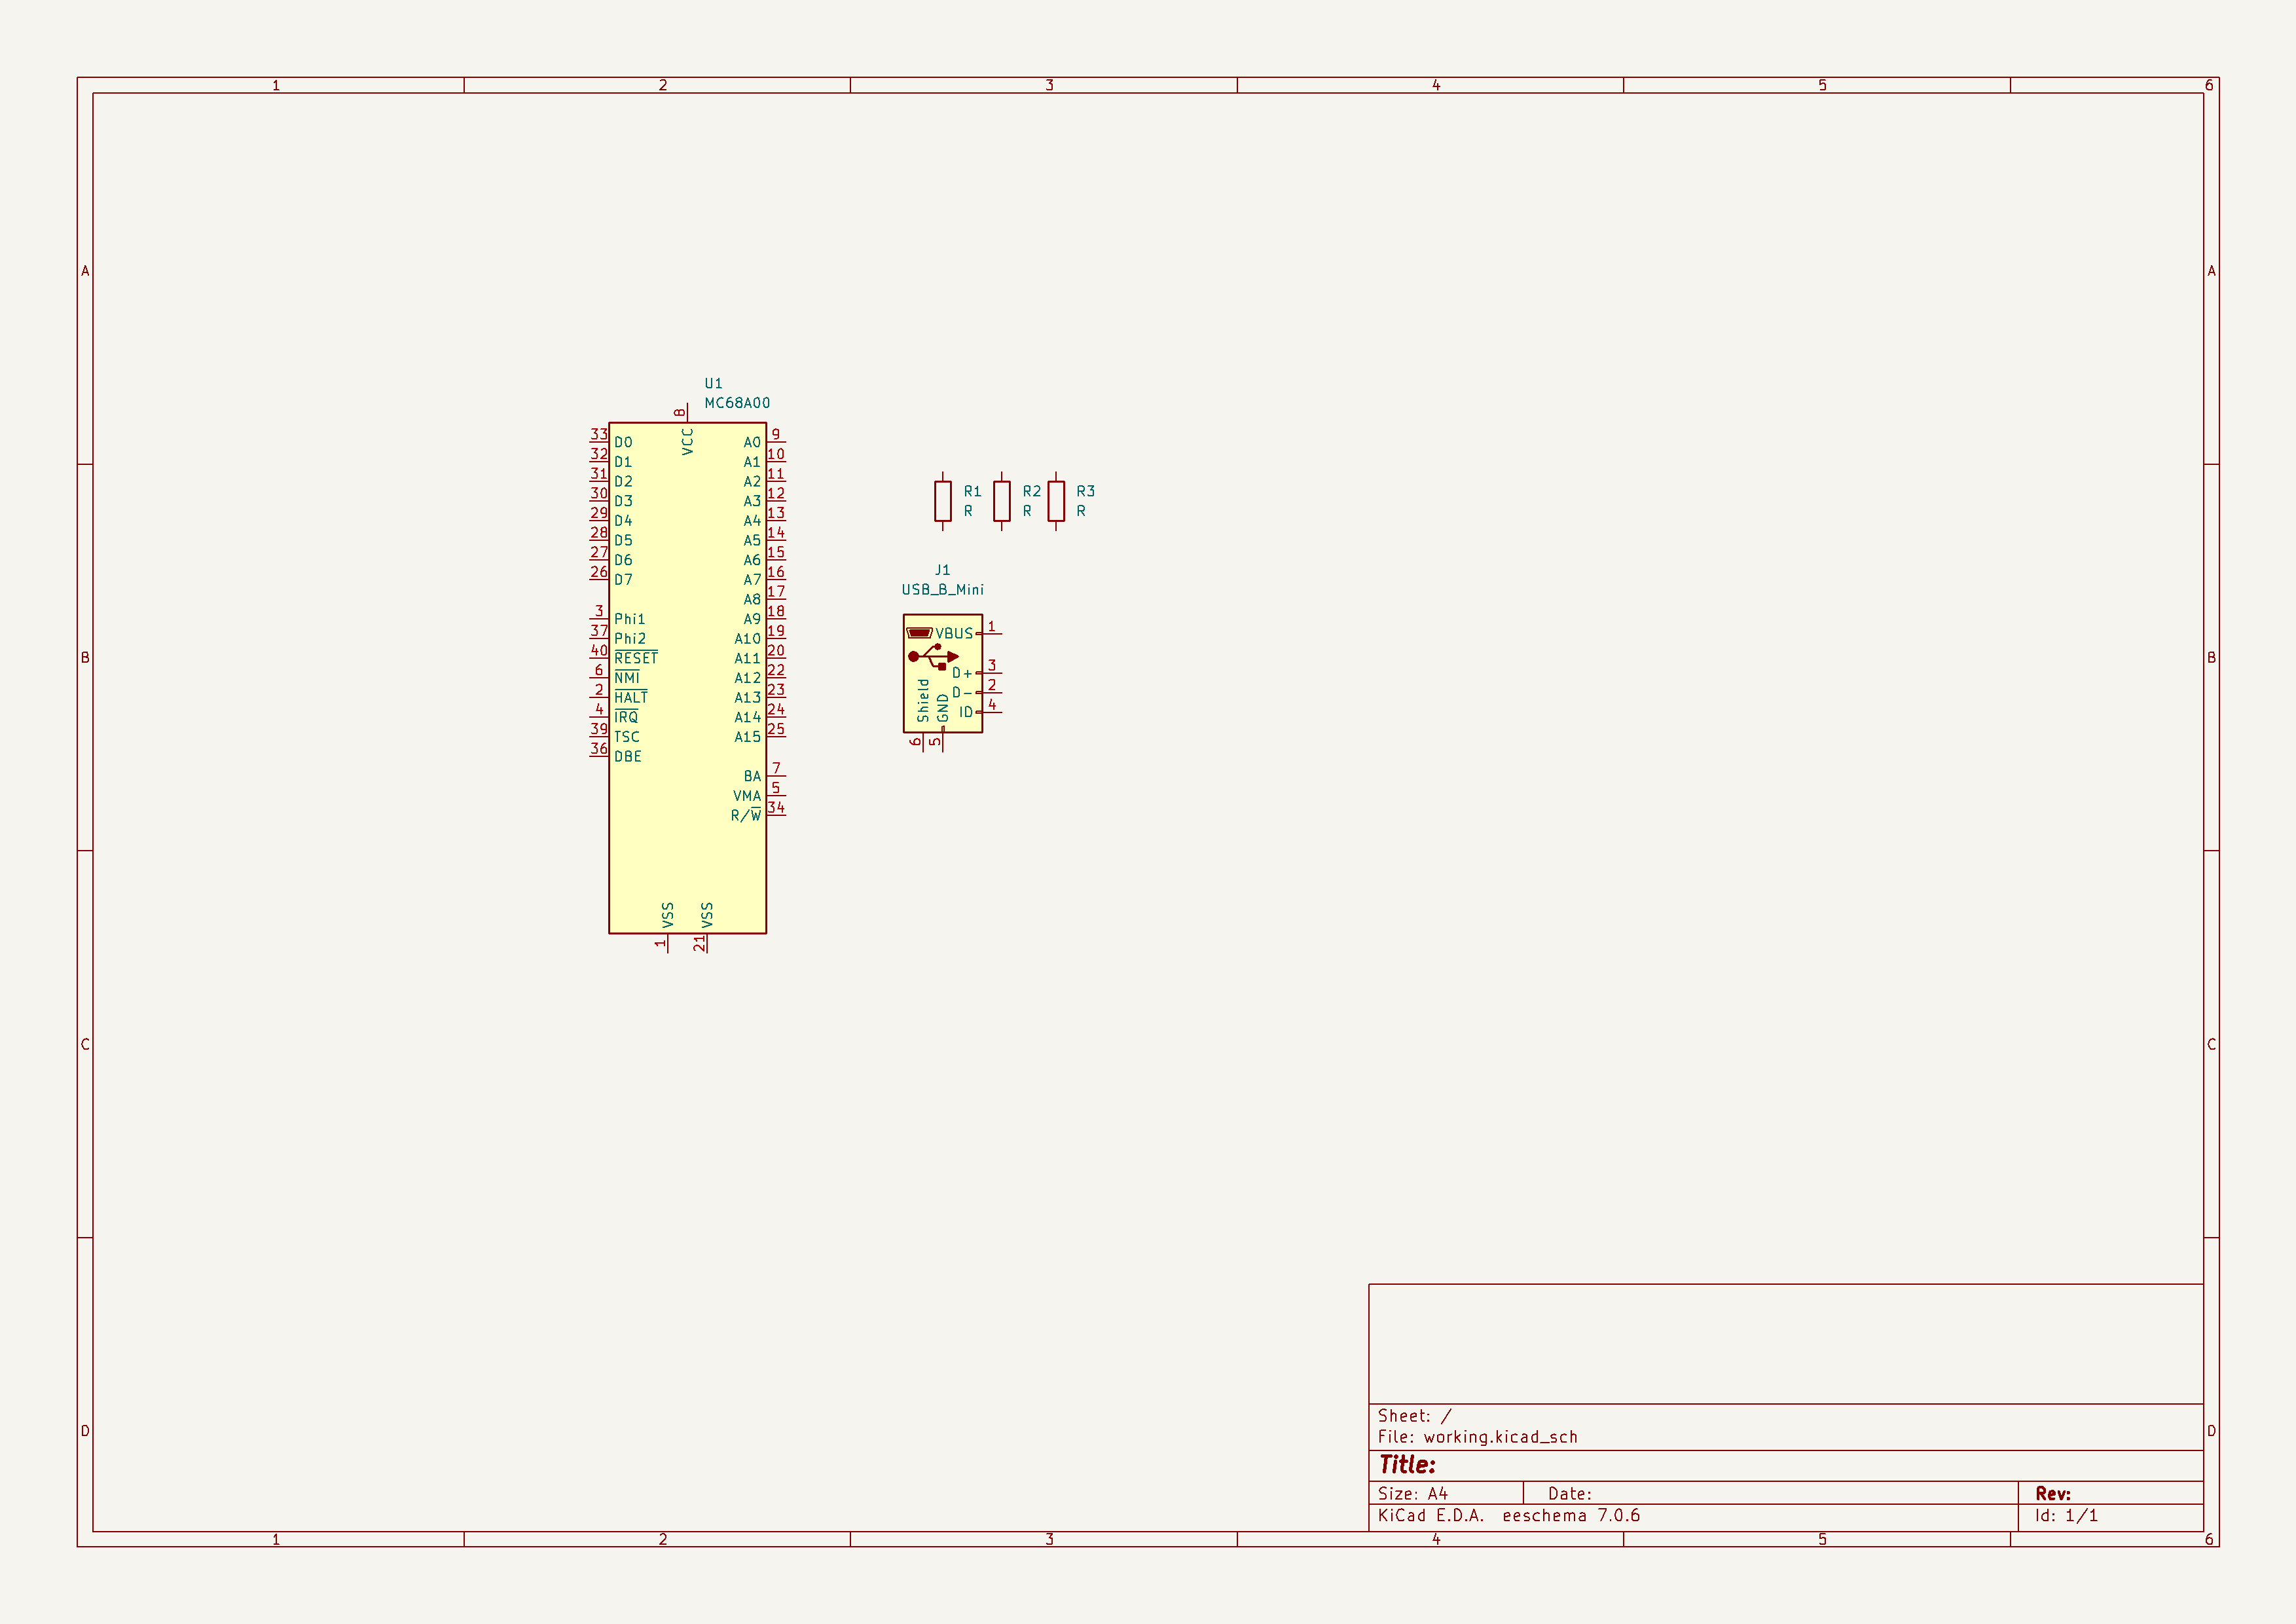 1 2 3 4 5 6
A A
B B
C C
D D
U1
MC68A00
8
VCC
33 D0 A0 9
32 D1 A1 10
31 D2 A2 11
30 D3 A3 12
29 D4 A4 13
28 D5 A5 14
27 D6 A6 15
26 D7 A7 16
A8 17
3 Phi1 A9 18
37 Phi2 A10 19
40 RESET A11 20
6 NMI A12 22
2 HALT A13 23
4 IRQ A14 24
39 TSC A15 25
36 DBE
BA 7
VMA 5
R/W 34
VSS VSS
1 21
R1 R2 R3
R R R
J1
USB_B_Mini
VBUS 1
D+ 3
D- 2
ID 4
Shield GND
6 5
Sheet: /
File: working.kicad_sch
Title:
Size: A4 Date: Rev:
KiCad E.D.A. eeschema 7.0.6 Id: 1/1
1 2 3 4 5 6